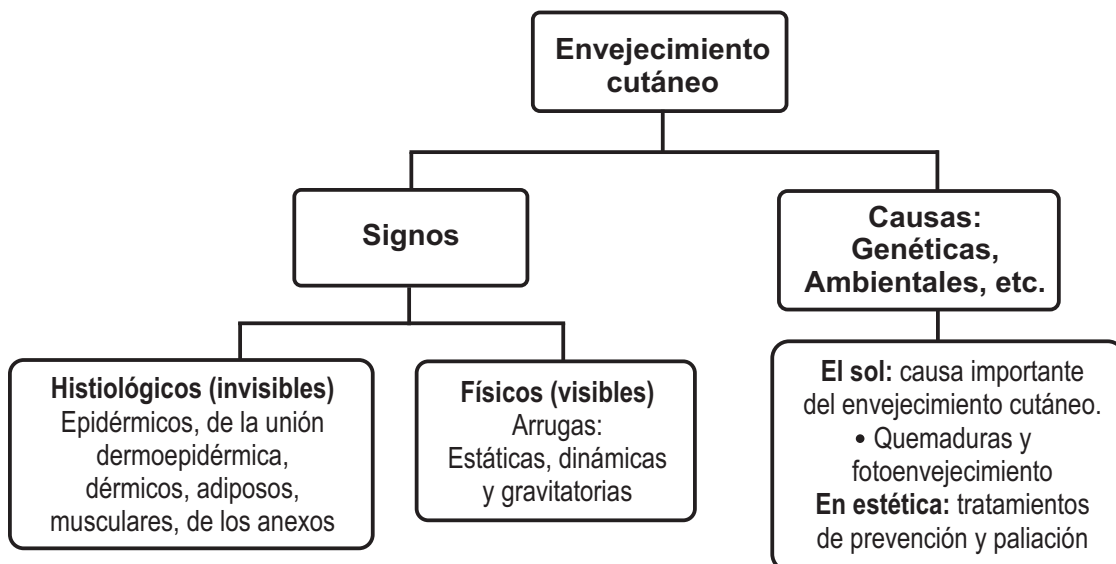 Envejecimiento
cutáneo
Signos
Causas:
Genéticas,
Ambientales, etc.
Histiológicos (invisibles)
Epidérmicos, de la unión
dermoepidérmica,
dérmicos, adiposos,
musculares, de los anexos
Físicos (visibles)
Arrugas:
Estáticas, dinámicas
y gravitatorias
El sol: causa importante
del envejecimiento cutáneo.
• Quemaduras y
fotoenvejecimiento
En estética: tratamientos
de prevención y paliación